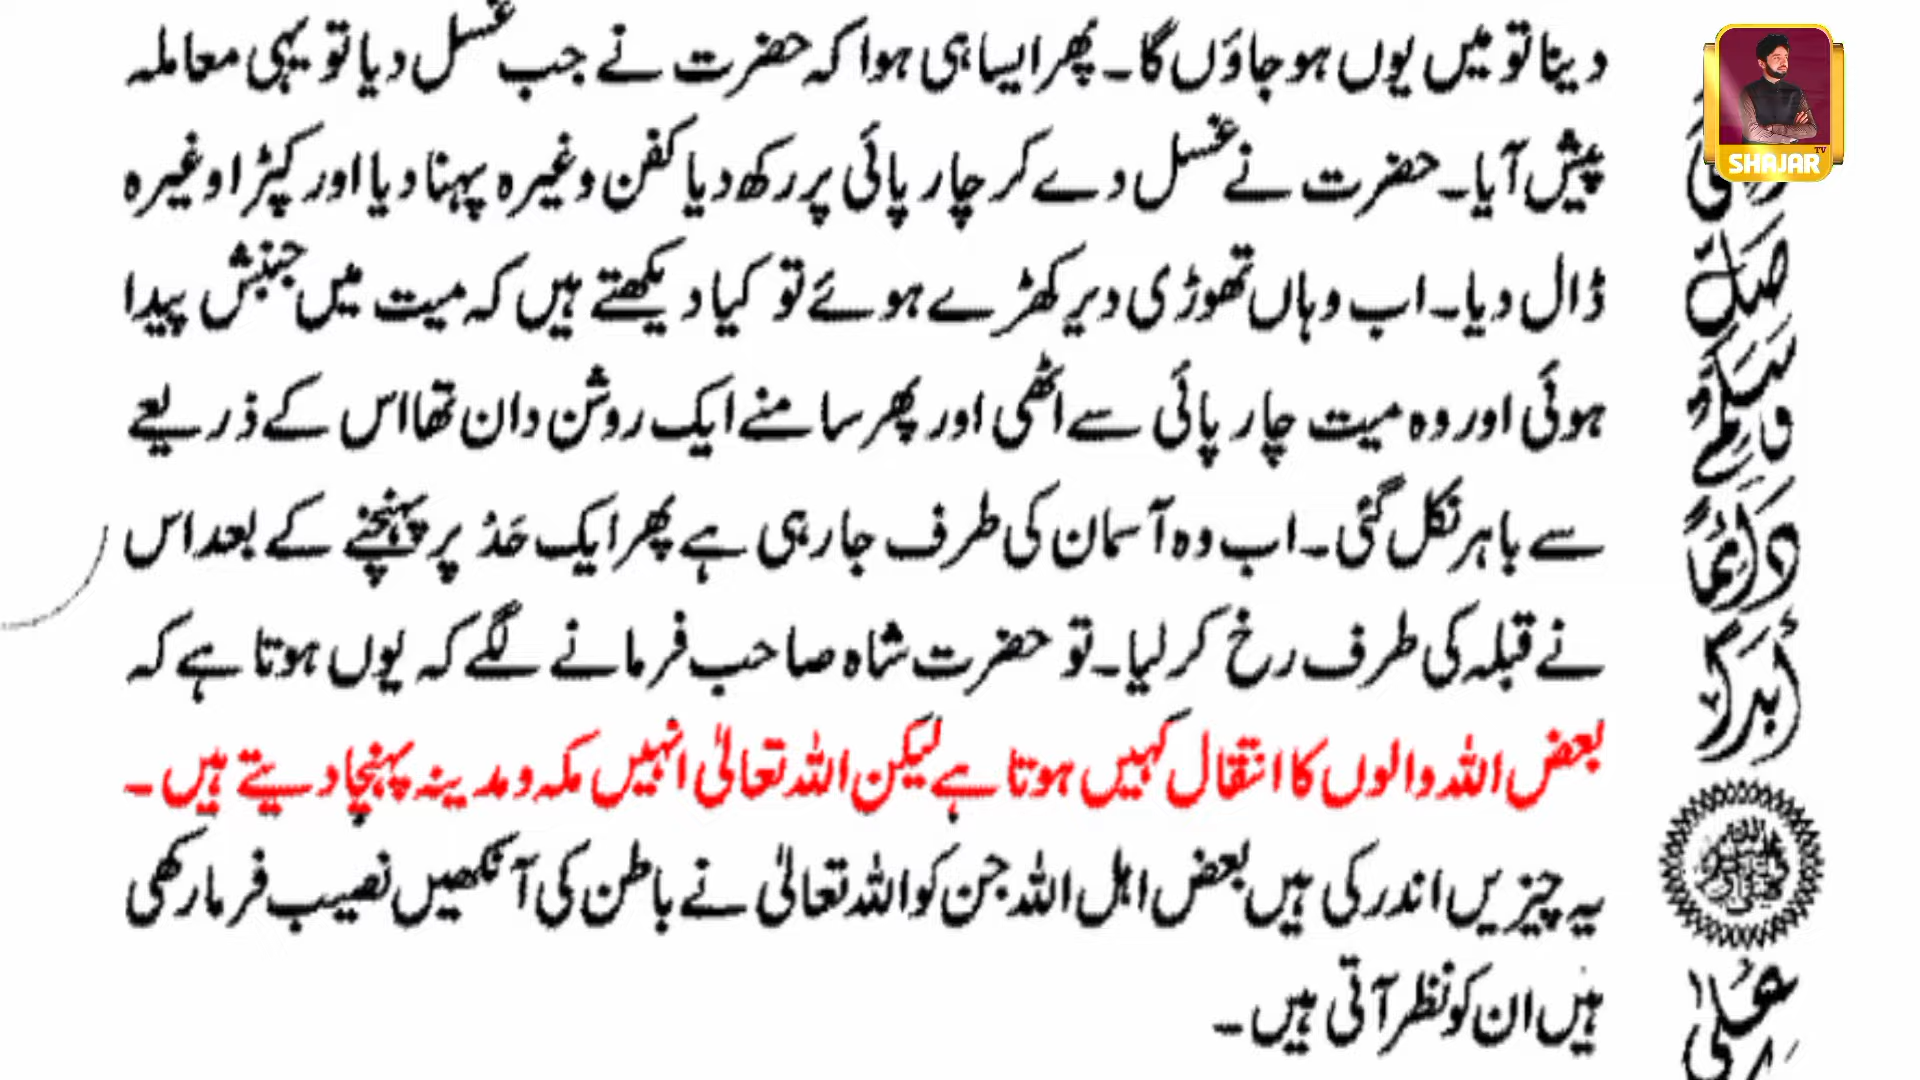 دینا تو میں یوں ہو جاؤں گا۔ پھر ایسا ہی ہوا کہ حضرت نے جب غسل دیا تو یہی معاملہ
پیش آیا۔ حضرت نے غسل دے کر چار پائی پر رکھ دیا کفن وغیرہ پہنا دیا اور کپڑا وغیرہ
ڈال دیا۔ اب وہاں تھوڑی دیر کھڑے ہوئے تو کیا دیکھتے ہیں کہ میت میں جنبش پیدا
ہوئی اور وہ میت چار پائی سے اٹھی اور پھر سامنے ایک روشن دان تھا اس کے ذریعے
سے باہر نکل گئی۔ اب وہ آسمان کی طرف جا رہی ہے پھر ایک حَد پر پہنچنے کے بعد اس
نے قبلہ کی طرف رخ کر لیا۔ تو حضرت شاہ صاحب فرمانے لگے کہ یوں ہوتا ہے کہ
بعض اللہ والوں کا انتقال کہیں ہوتا ہے لیکن اللہ تعالیٰ انہیں مکہ و مدینہ پہنچا دیتے ہیں۔
یہ چیزیں اندر کی ہیں بعض اہل اللہ جن کو اللہ تعالیٰ نے باطن کی آنکھیں نصیب فرما رکھی
ہیں ان کو نظر آتی ہیں۔
SHAJAR
TV
صَلِّ
وَسَلِّمْ
دَائِمًا
أَبَدًا
عَلٰی